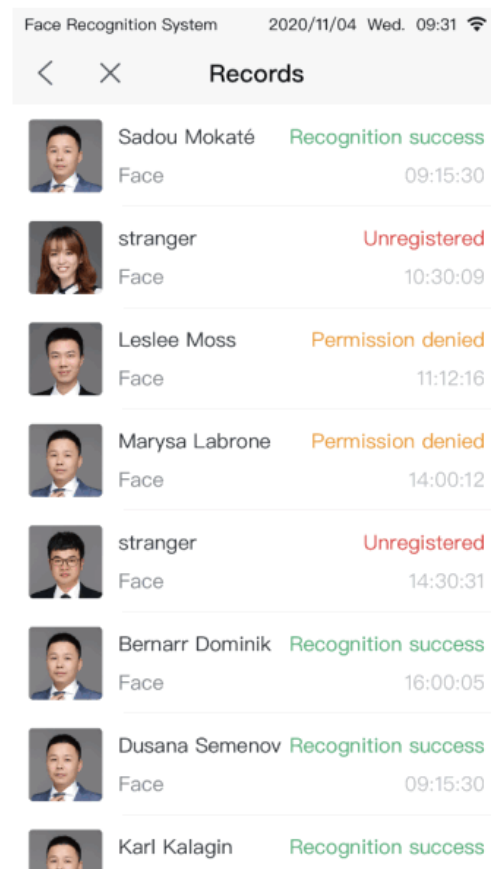 Face Recognition System 2020/11/04 Wed. 09:31
Records
Sadou Mokaté Recognition success
Face 09:15:30
stranger Unregistered
Face 10:30:09
Leslee Moss Permission denied
Face 11:12:16
Marysa Labrone Permission denied
Face 14:00:12
stranger Unregistered
Face 14:30:31
Bernarr Dominik Recognition success
Face 16:00:05
Dusana Semenov Recognition success
Face 09:15:30
Karl Kalagin Recognition success